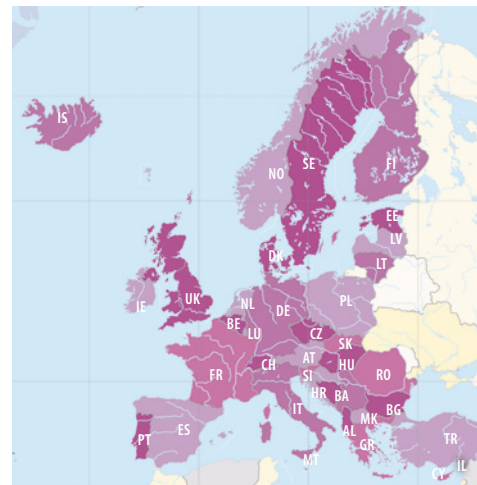 IS
NO
SE
FI
EE
LV
DK
LT
IE
UK
NL
PL
BE
DE
LU
CZ
SK
FR
CH
AT
HU
SI
RO
HR
BA
IT
BG
PT
ES
AL
MK
TR
GR
MT
IL
CY